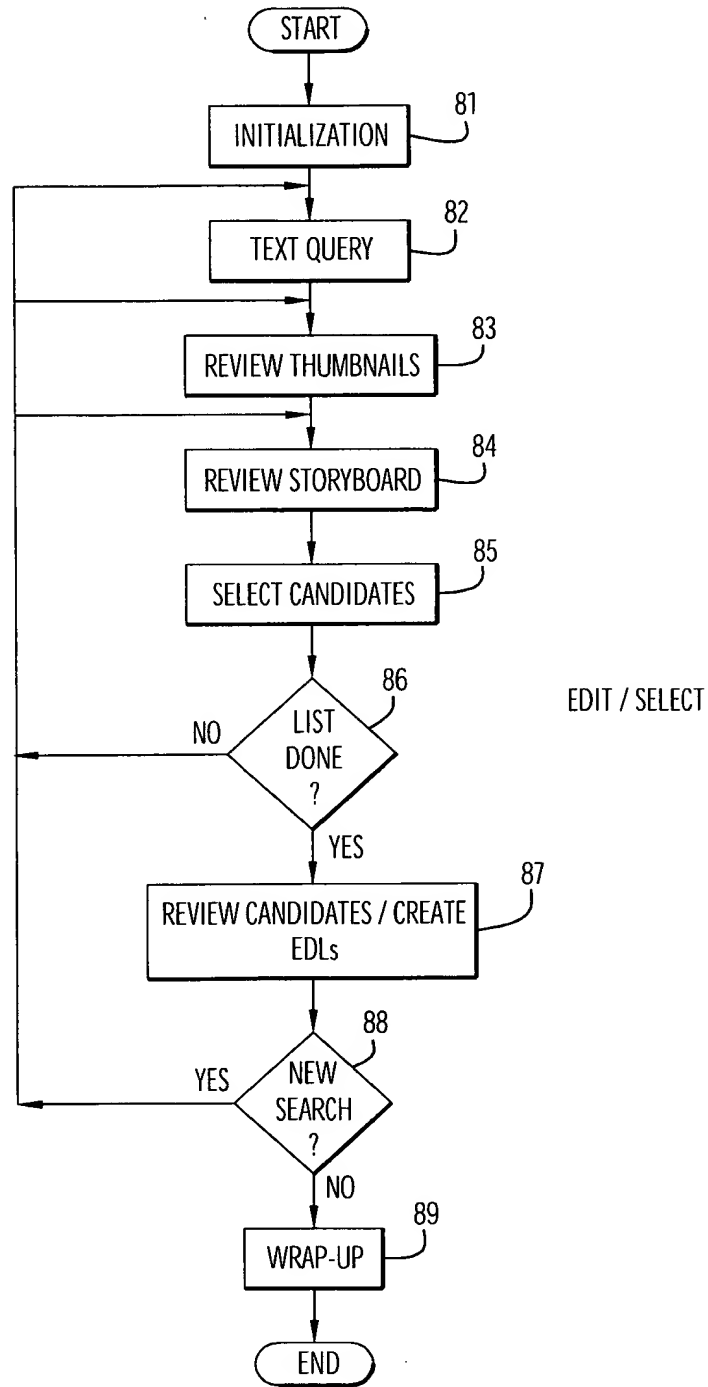 START
81
INITIALIZATION
82
TEXT QUERY
83
REVIEW THUMBNAILS
84
REVIEW STORYBOARD
85
SELECT CANDIDATES
86
LIST
DONE
?
NO
EDIT / SELECT
YES
87
REVIEW CANDIDATES / CREATE
EDLs
88
NEW
SEARCH
?
YES
NO
89
WRAP-UP
END